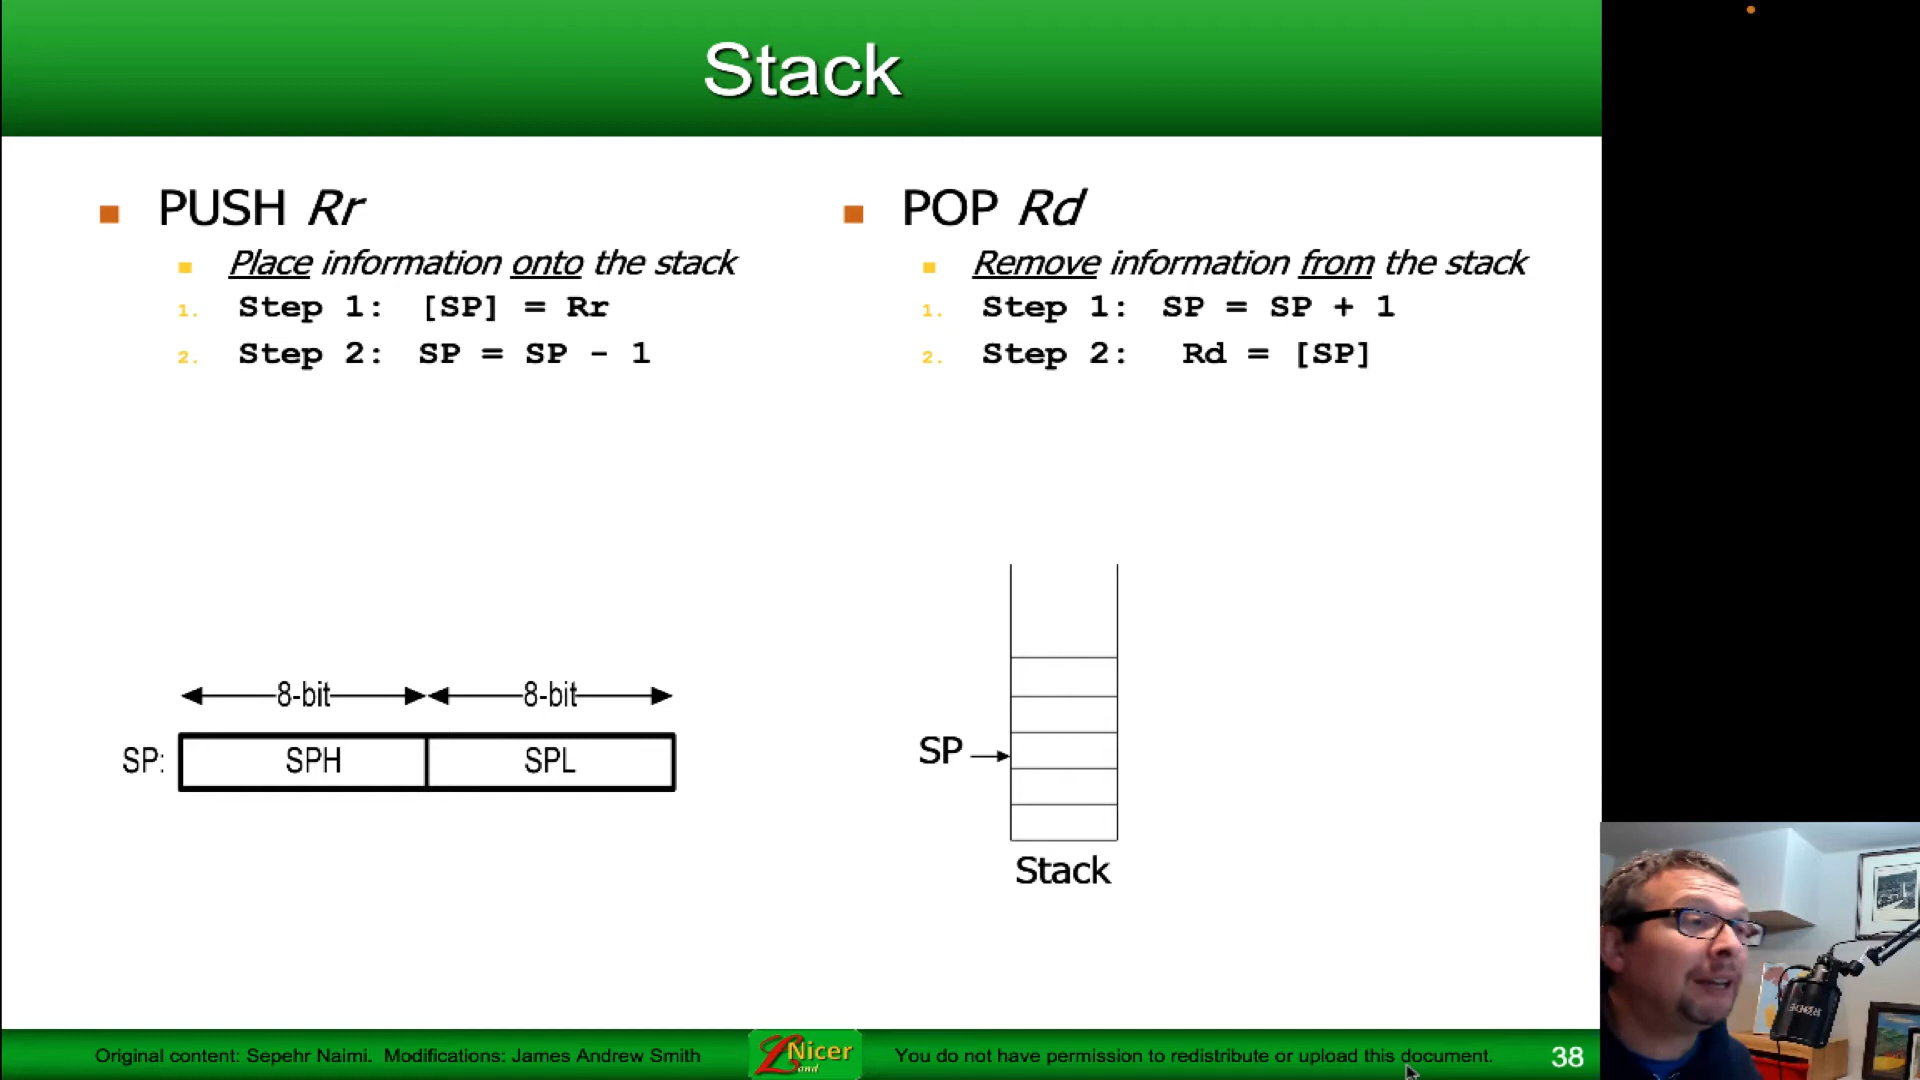 Stack
PUSH Rr
Place information onto the stack
1. Step 1: [SP] = Rr
2. Step 2: SP = SP - 1
POP Rd
Remove information from the stack
1. Step 1: SP = SP + 1
2. Step 2: Rd = [SP]
8-bit 8-bit
SP: SPH SPL
SP
Stack
Original content: Sepehr Naimi. Modifications: James Andrew Smith
Nicer
Land
You do not have permission to redistribute or upload this document.
38
RØDE